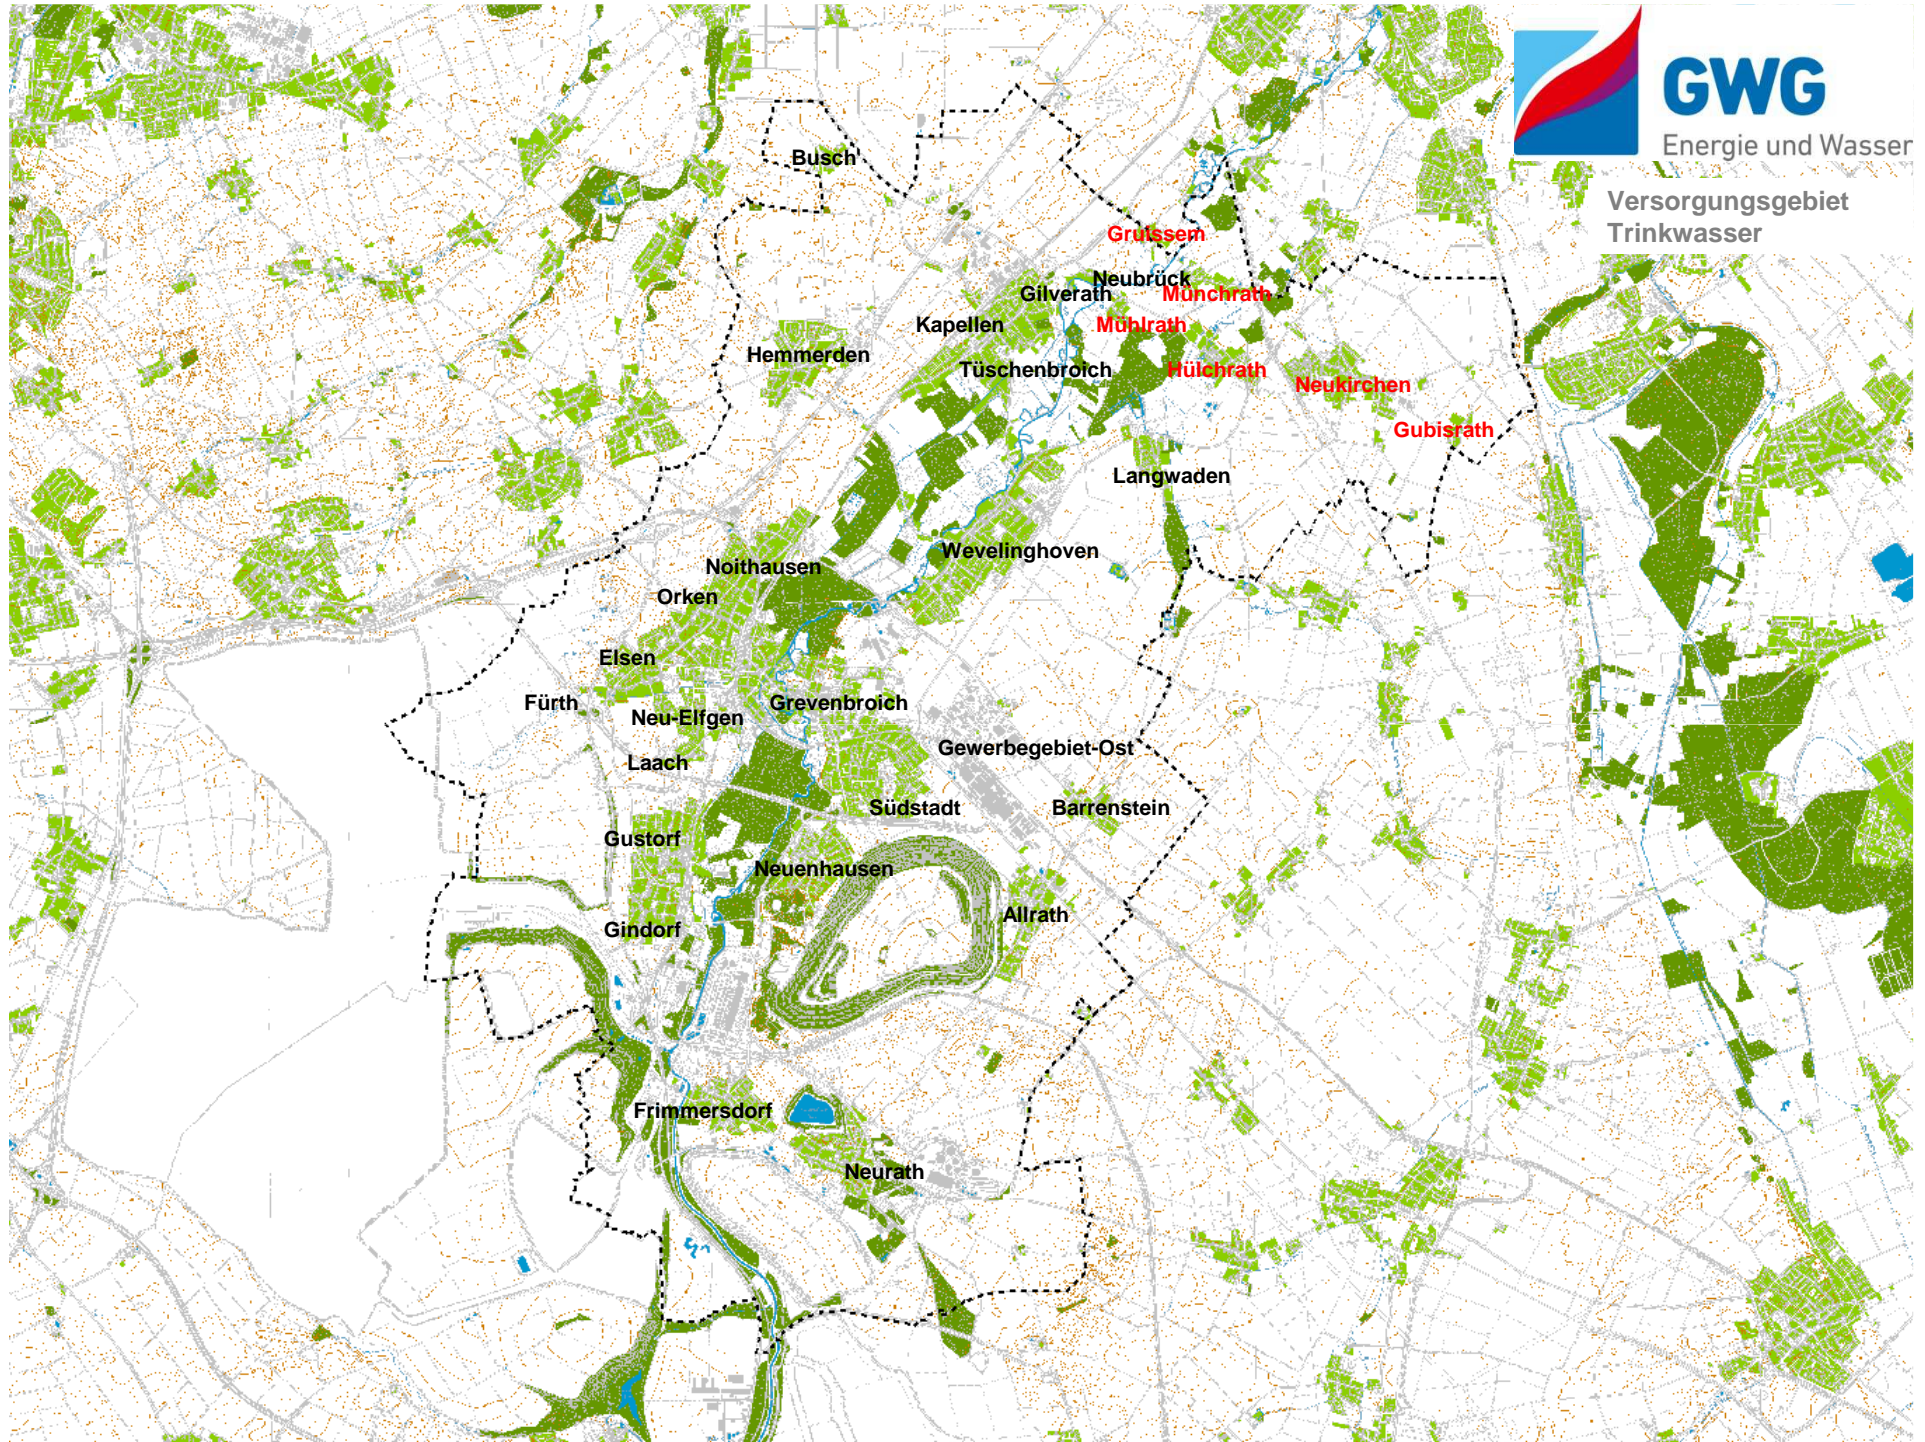 GWG
Energie und Wasser
Versorgungsgebiet
Trinkwasser
Busch
Gruissem
Neubrück
Gilverath
Münchrath
Kapellen
Mühlrath
Hemmerden
Tüschenbroich
Hülchrath
Neukirchen
Gubisrath
Langwaden
Wevelinghoven
Noithausen
Orken
Elsen
Fürth
Neu-Elfgen
Grevenbroich
Gewerbegebiet-Ost
Laach
Südstadt
Barrenstein
Gustorf
Neuenhausen
Allrath
Gindorf
Frimmersdorf
Neurath